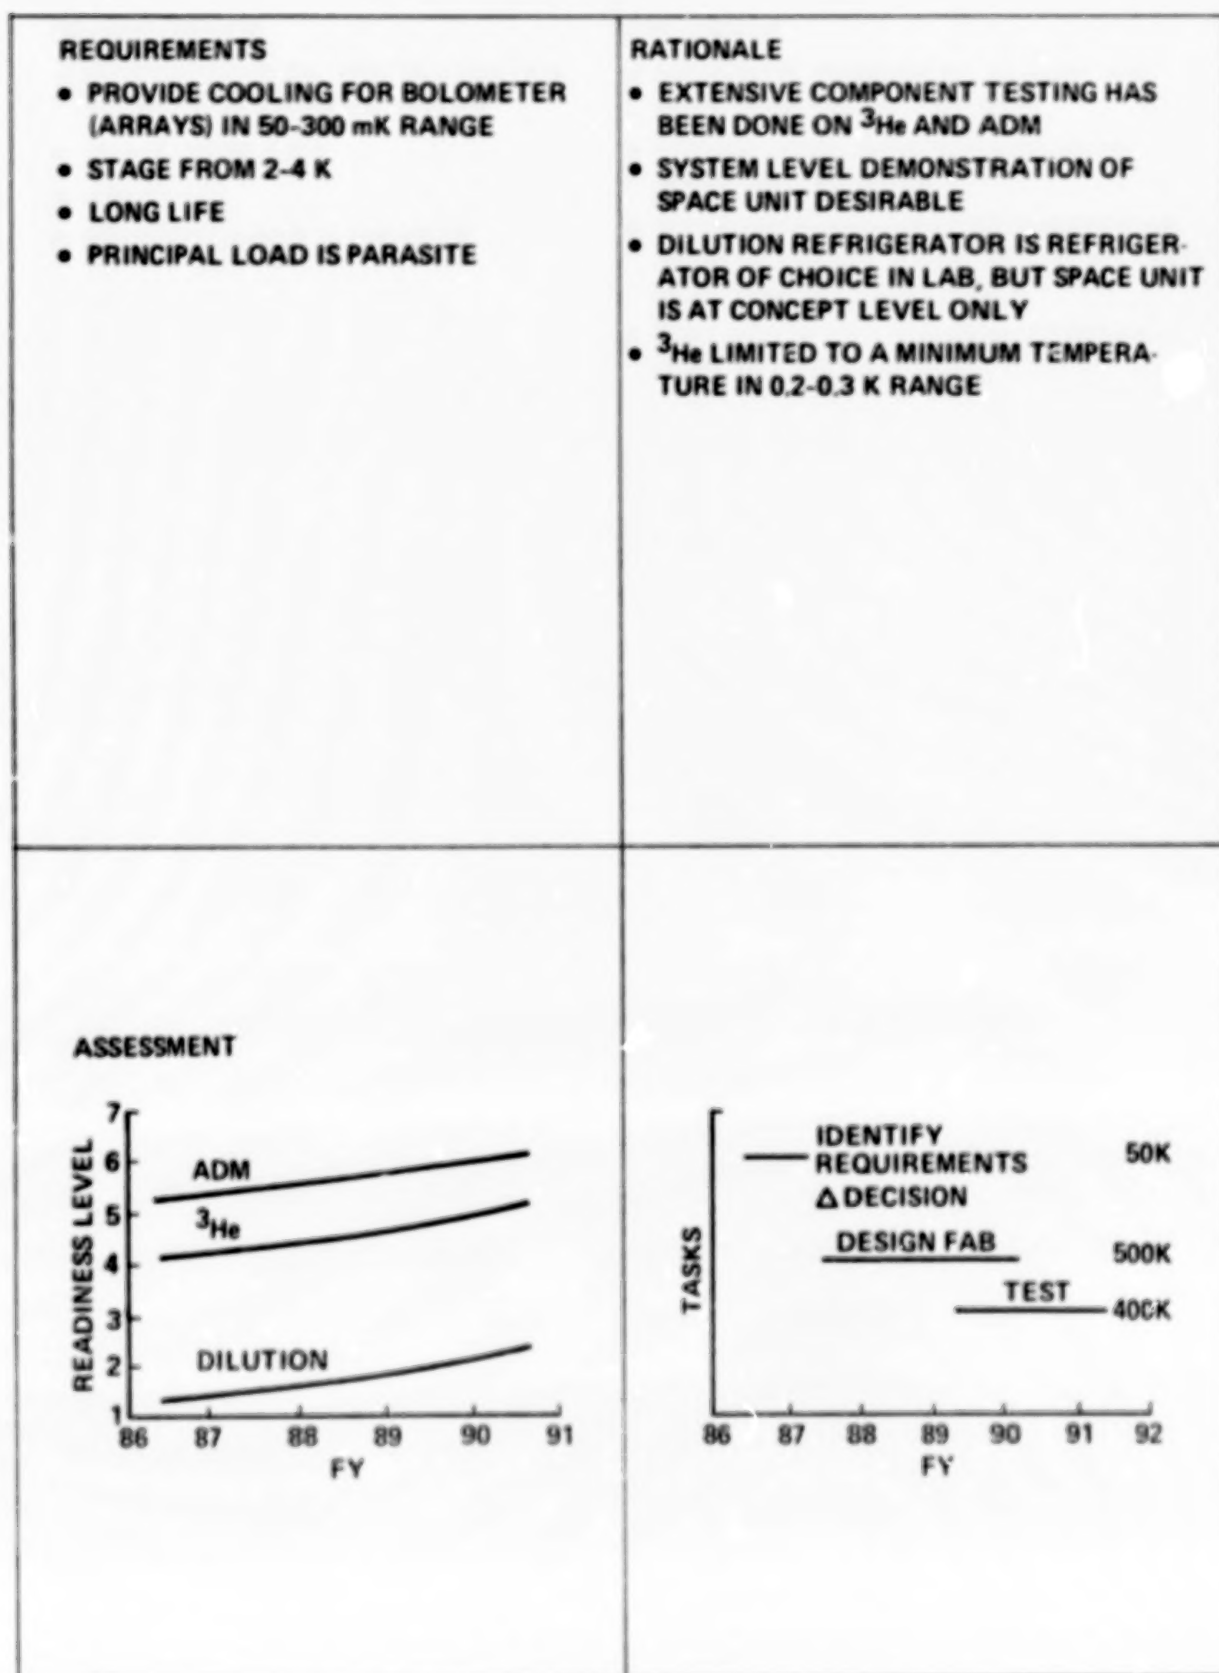 REQUIREMENTS
• PROVIDE COOLING FOR BOLOMETER
(ARRAYS) IN 50-300 mK RANGE
• STAGE FROM 2-4 K
• LONG LIFE
• PRINCIPAL LOAD IS PARASITE
RATIONALE
• EXTENSIVE COMPONENT TESTING HAS
BEEN DONE ON ³He AND ADM
• SYSTEM LEVEL DEMONSTRATION OF
SPACE UNIT DESIRABLE
• DILUTION REFRIGERATOR IS REFRIGER-
ATOR OF CHOICE IN LAB, BUT SPACE UNIT
IS AT CONCEPT LEVEL ONLY
• ³He LIMITED TO A MINIMUM TEMPERA-
TURE IN 0.2-0.3 K RANGE
ASSESSMENT
READINESS LEVEL
7
6
5
4
3
2
1
ADM
³He
DILUTION
86 87 88 89 90 91
FY
TASKS
IDENTIFY
REQUIREMENTS 50K
Δ DECISION
DESIGN FAB 500K
TEST
400K
86 87 88 89 90 91 92
FY